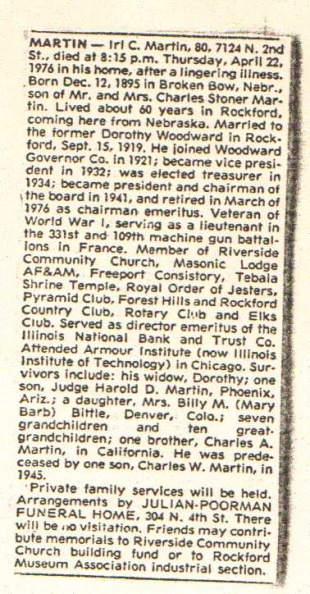 MARTIN — Irl C. Martin, 80, 7124 N. 2nd
St., died at 8:15 p.m. Thursday, April 22,
1976 in his home, after a lingering illness.
Born Dec. 12, 1895 in Broken Bow, Nebr.,
son of Mr. and Mrs. Charles Stoner Mar-
tin. Lived about 60 years in Rockford,
coming here from Nebraska. Married to
the former Dorothy Woodward in Rock-
ford, Sept. 15, 1919. He joined Woodward
Governor Co. in 1921; became vice presi-
dent in 1932; was elected treasurer in
1934; became president and chairman of
the board in 1941, and retired in March of
1976 as chairman emeritus. Veteran of
World War I, serving as a lieutenant in
the 331st and 109th machine gun battal-
ions in France. Member of Riverside
Community Church, Masonic Lodge
AF&AM, Freeport Consistory, Tebala
Shrine Temple, Royal Order of Jesters,
Pyramid Club, Forest Hills and Rockford
Country Club, Rotary Club and Elks
Club. Served as director emeritus of the
Illinois National Bank and Trust Co.
Attended Armour Institute (now Illinois
Institute of Technology) in Chicago. Sur-
vivors include: his widow, Dorothy; one
son, Judge Harold D. Martin, Phoenix,
Ariz.; a daughter, Mrs. Billy M. (Mary
Barb) Bittle, Denver, Colo.; seven
grandchildren and ten great-
grandchildren; one brother, Charles A.
Martin, in California. He was prede-
ceased by one son, Charles W. Martin, in
1945.
Private family services will be held.
Arrangements by JULIAN-POORMAN
FUNERAL HOME, 304 N. 4th St. There
will be no visitation. Friends may contri-
bute memorials to Riverside Community
Church building fund or to Rockford
Museum Association industrial section.